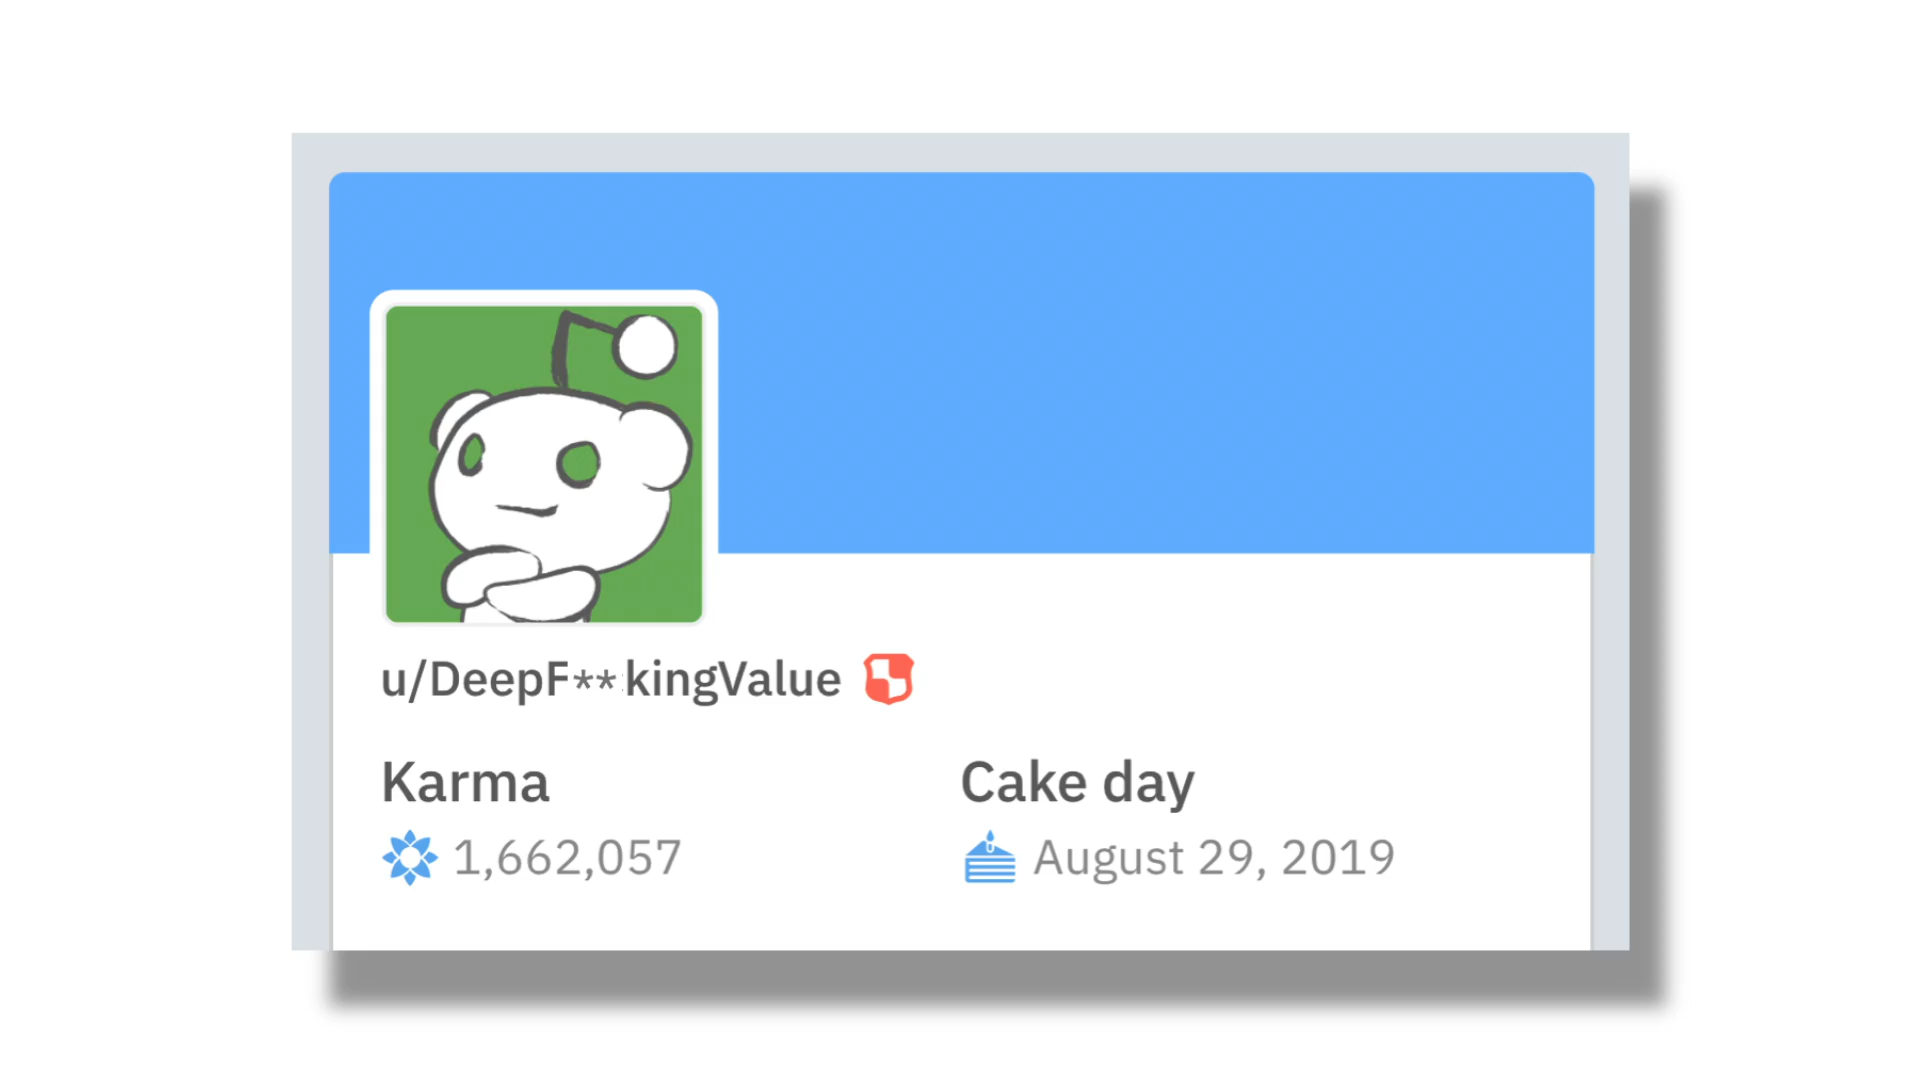 u/DeepF**kingValue
Karma
Cake day
1,662,057
August 29, 2019